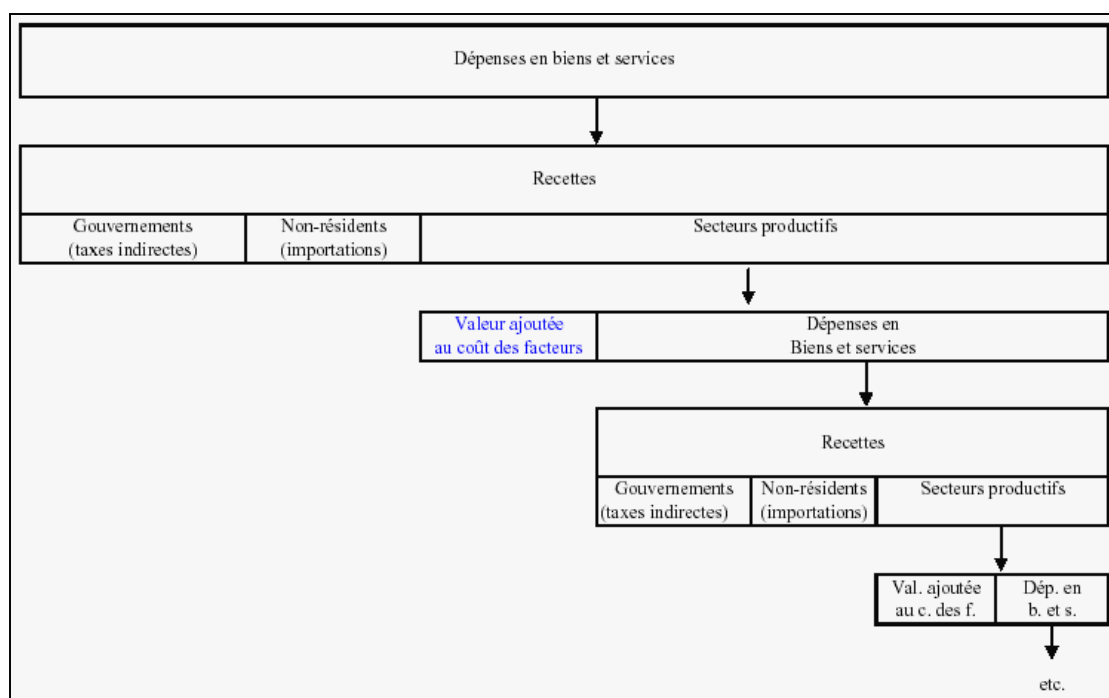 Dépenses en biens et services
Recettes
Gouvernements
(taxes indirectes)
Non-résidents
(importations)
Secteurs productifs
Valeur ajoutée
au coût des facteurs
Dépenses en
Biens et services
Recettes
Gouvernements
(taxes indirectes)
Non-résidents
(importations)
Secteurs productifs
Val. ajoutée
au c. des f.
Dép. en
b. et s.
etc.